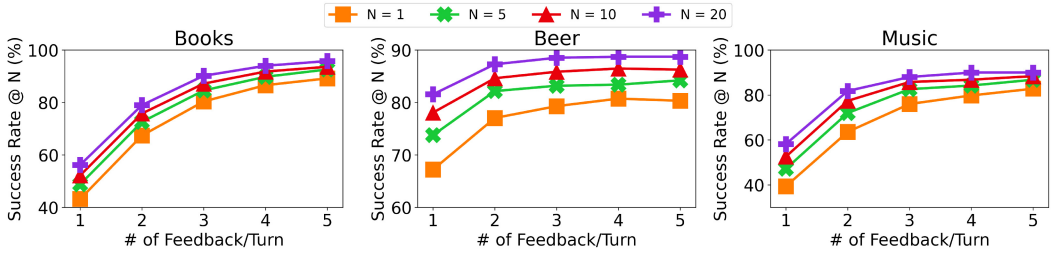 N = 1 N = 5 N = 10 N = 20
Books
Success Rate @ N (%)
100
80
60
40
1 2 3 4 5
# of Feedback/Turn
Beer
Success Rate @ N (%)
90
80
70
60
1 2 3 4 5
# of Feedback/Turn
Music
Success Rate @ N (%)
100
80
60
40
1 2 3 4 5
# of Feedback/Turn